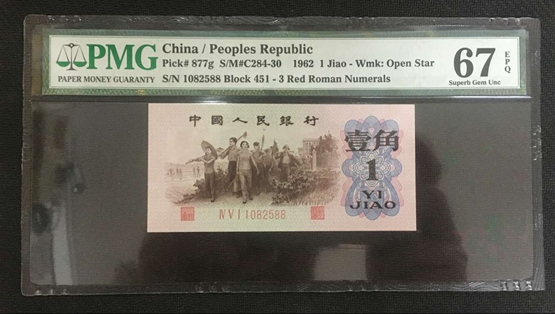 PMG
PAPER MONEY GUARANTY
China / Peoples Republic
Pick# 877g S/M#C284-30 1962 1 Jiao - Wmk: Open Star
S/N 1082588 Block 451 - 3 Red Roman Numerals
67 EPQ
Superb Gem Unc
中國人民銀行
壹角
1
YI
JIAO
Ⅳ Ⅴ Ⅰ 1082588